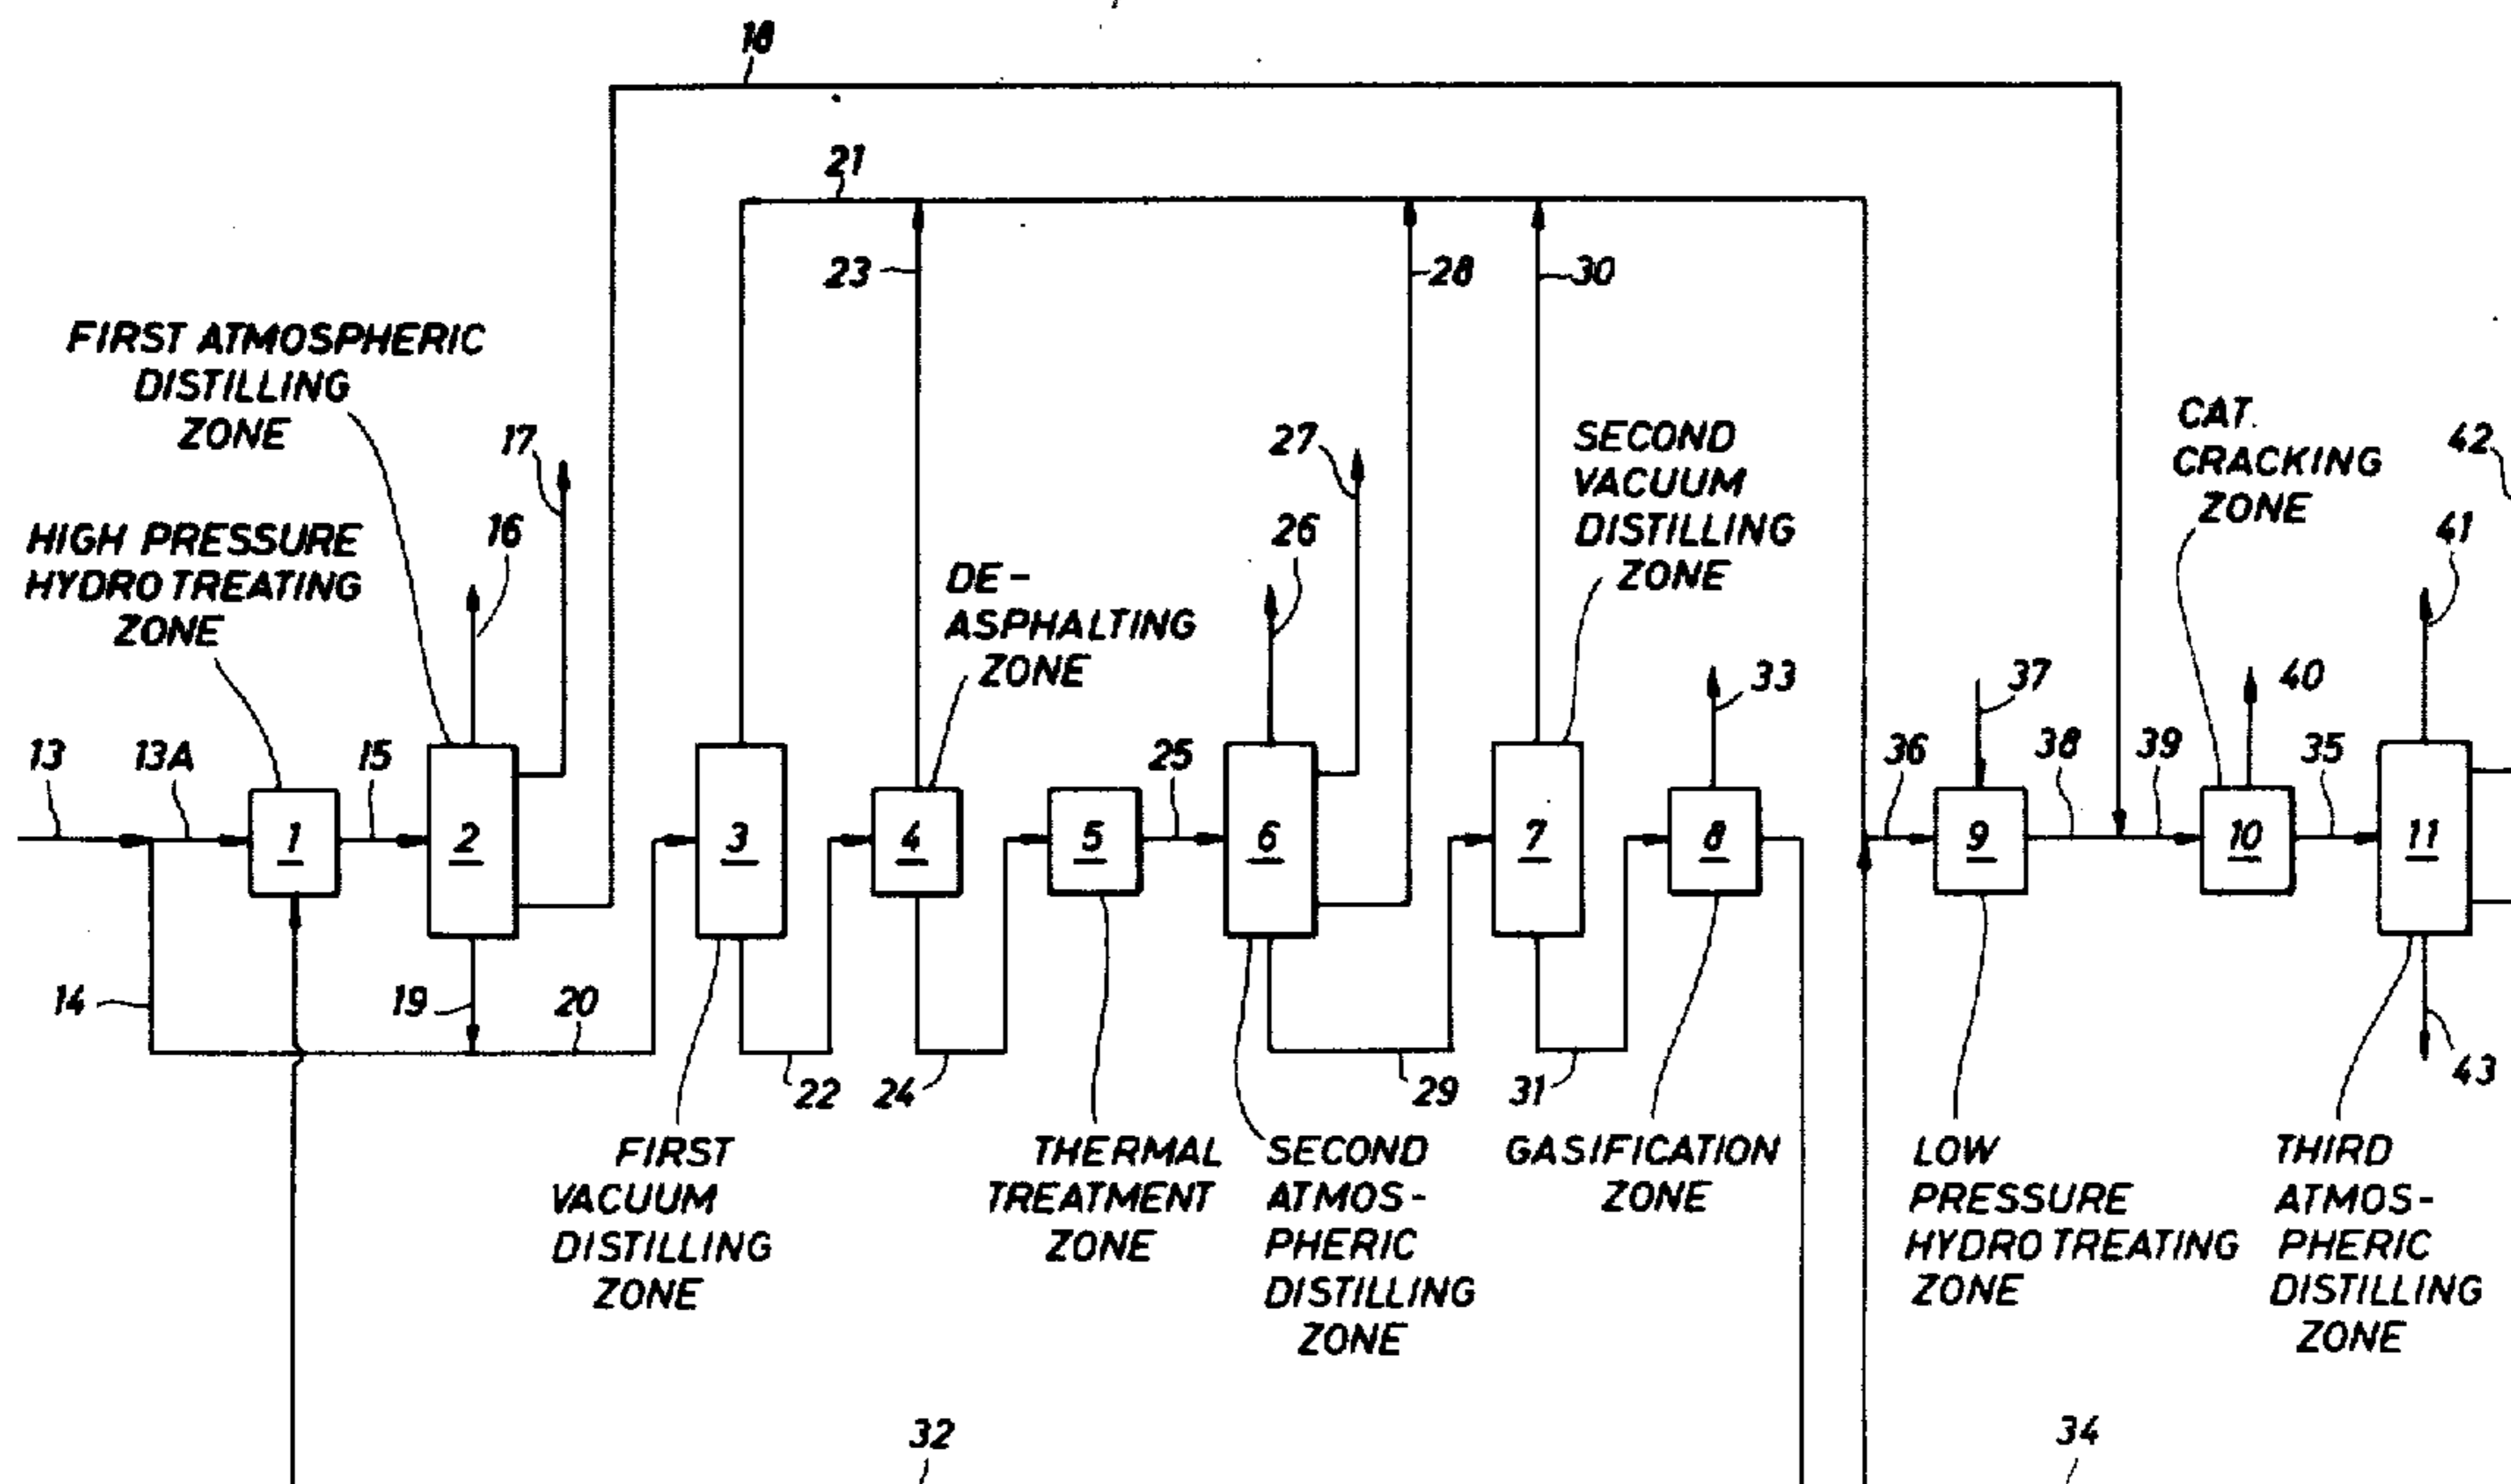 18
21
23
28
30
FIRST ATMOSPHERIC
DISTILLING
ZONE
17
16
HIGH PRESSURE
HYDROTREATING
ZONE
DE-
ASPHALTING
ZONE
27
26
SECOND
VACUUM
DISTILLING
ZONE
33
CAT.
CRACKING
ZONE
42
41
40
37
13
13A
15
25
36
38
39
35
1
2
3
4
5
6
7
8
9
10
11
14
19
20
22
24
29
31
43
FIRST
VACUUM
DISTILLING
ZONE
THERMAL
TREATMENT
ZONE
SECOND
ATMOS-
PHERIC
DISTILLING
ZONE
GASIFICATION
ZONE
LOW
PRESSURE
HYDROTREATING
ZONE
THIRD
ATMOS-
PHERIC
DISTILLING
ZONE
32
34